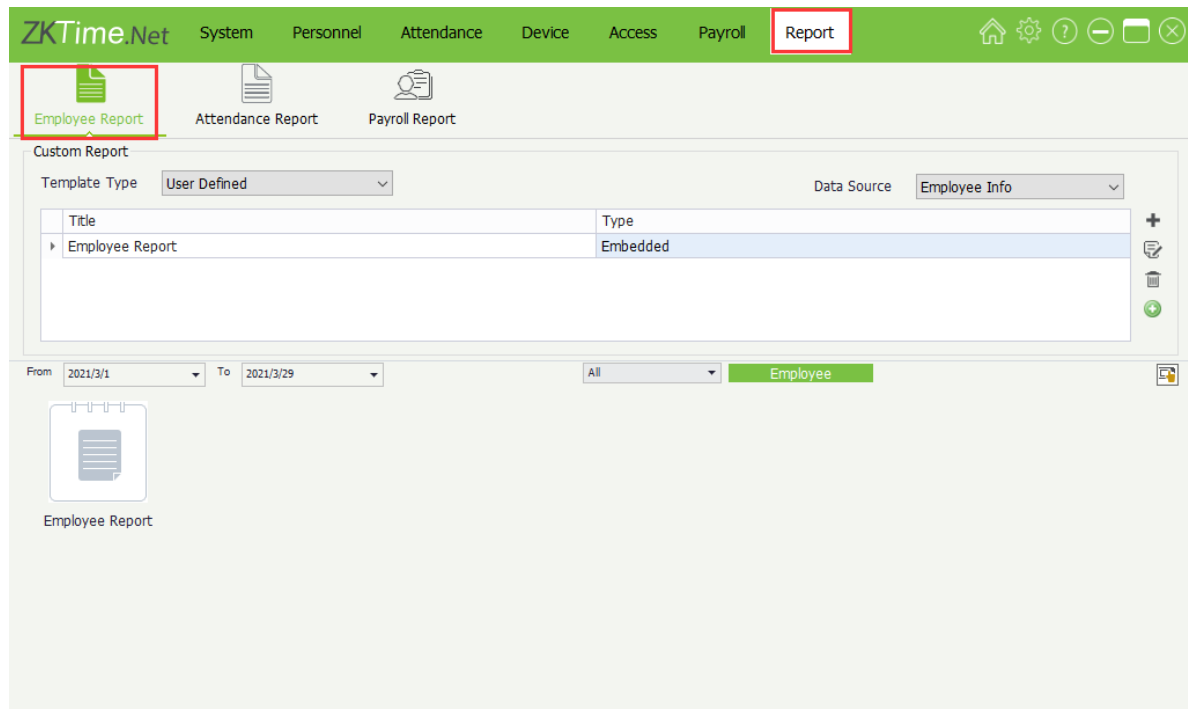 ZKTime.Net System Personnel Attendance Device Access Payroll Report
Employee Report Attendance Report Payroll Report
Custom Report
Template Type User Defined Data Source Employee Info
Title Type
Employee Report Embedded
From 2021/3/1 To 2021/3/29 All Employee
Employee Report